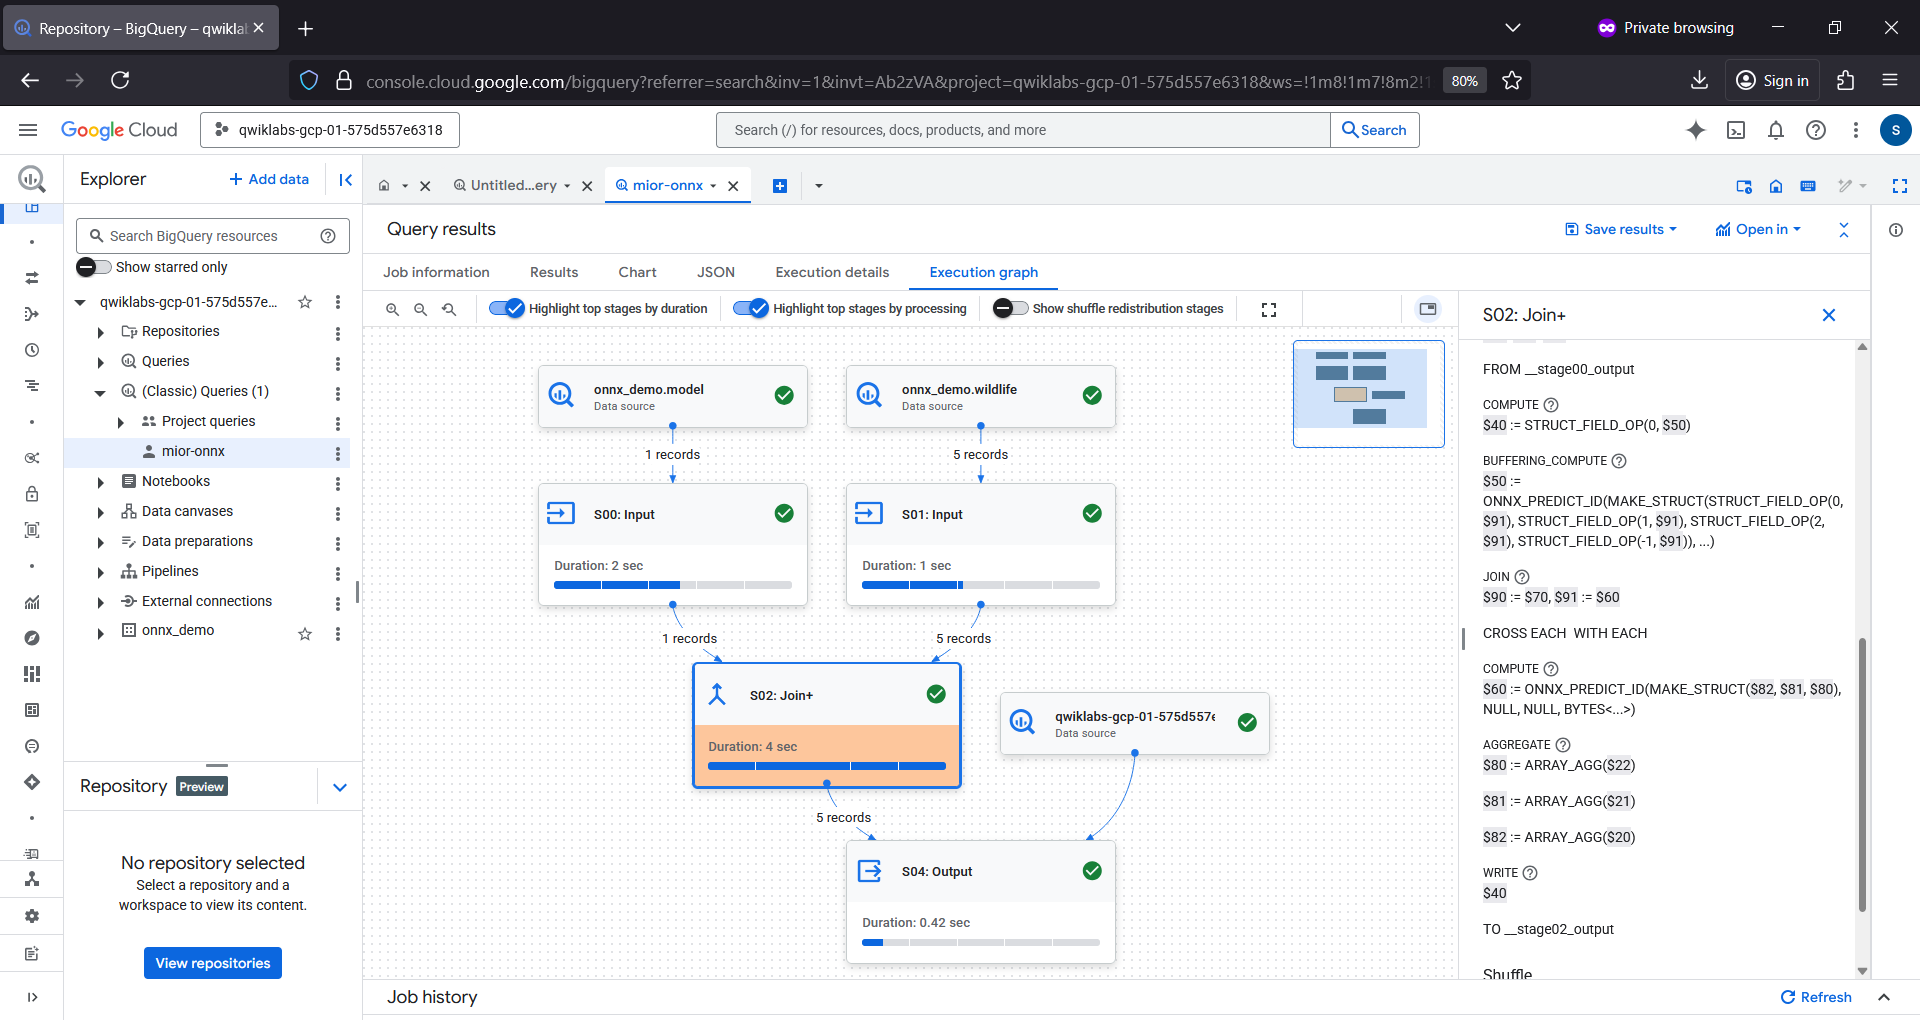 Repository – BigQuery – qwikla
Private browsing
console.cloud.google.com/bigquery?referrer=search&inv=1&invt=Ab2zVA&project=qwiklabs-gcp-01-575d557e6318&ws=!1m8!1m7!8m2!1
80%
Sign in
Google Cloud
qwiklabs-gcp-01-575d557e6318
Search (/) for resources, docs, products, and more
Search
S
Explorer
+ Add data
Untitled...ery
mior-onnx
Search BigQuery resources
Show starred only
qwiklabs-gcp-01-575d557e...
Repositories
Queries
(Classic) Queries (1)
Project queries
mior-onnx
Notebooks
Data canvases
Data preparations
Pipelines
External connections
onnx_demo
Repository Preview
No repository selected
Select a repository and a
workspace to view its content.
View repositories
Query results
Save results
Open in
Job information
Results
Chart
JSON
Execution details
Execution graph
Highlight top stages by duration
Highlight top stages by processing
Show shuffle redistribution stages
onnx_demo.model
Data source
onnx_demo.wildlife
Data source
1 records
5 records
S00: Input
Duration: 2 sec
S01: Input
Duration: 1 sec
1 records
5 records
S02: Join+
Duration: 4 sec
qwiklabs-gcp-01-575d557e
Data source
5 records
S04: Output
Duration: 0.42 sec
S02: Join+
FROM __stage00_output
COMPUTE
$40 := STRUCT_FIELD_OP(0, $50)
BUFFERING_COMPUTE
$50 :=
ONNX_PREDICT_ID(MAKE_STRUCT(STRUCT_FIELD_OP(0,
$91), STRUCT_FIELD_OP(1, $91), STRUCT_FIELD_OP(2,
$91), STRUCT_FIELD_OP(-1, $91)), ...)
JOIN
$90 := $70, $91 := $60
CROSS EACH WITH EACH
COMPUTE
$60 := ONNX_PREDICT_ID(MAKE_STRUCT($82, $81, $80),
NULL, NULL, BYTES<...>)
AGGREGATE
$80 := ARRAY_AGG($22)
$81 := ARRAY_AGG($21)
$82 := ARRAY_AGG($20)
WRITE
$40
TO __stage02_output
Shuffle
Job history
Refresh